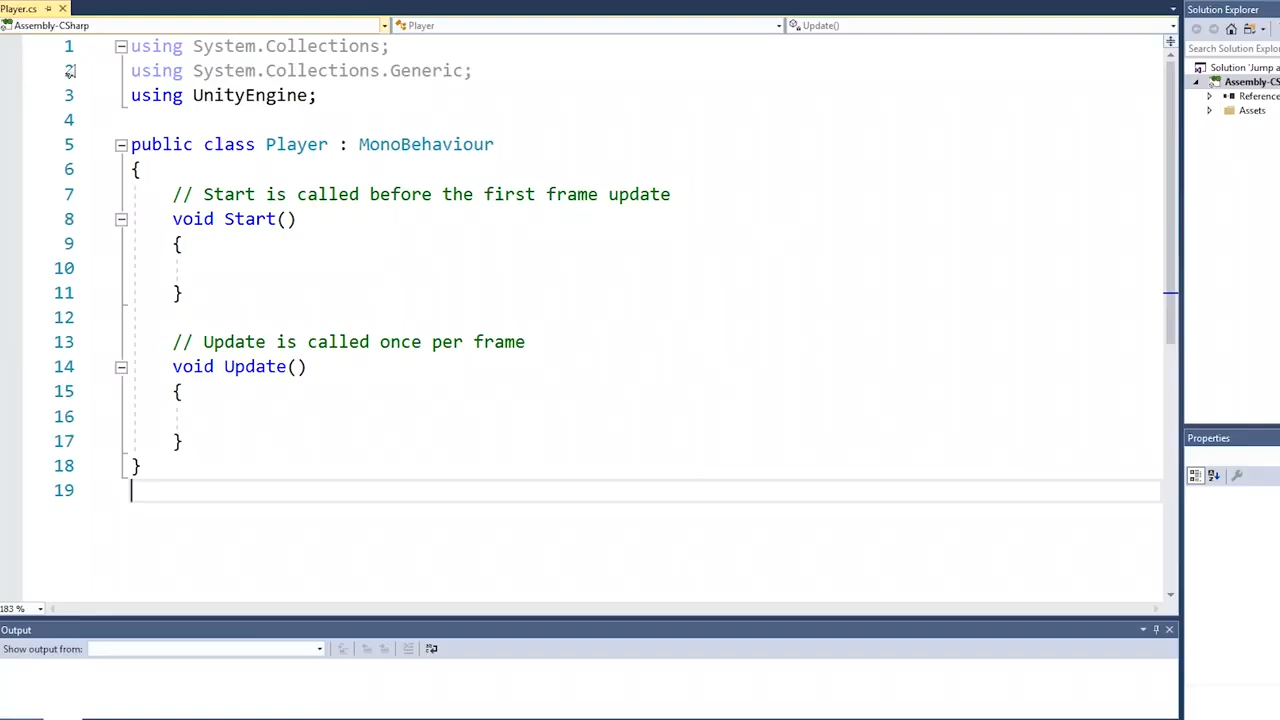 Player.cs
Assembly-CSharp
Player
Update()
1 using System.Collections;
2 using System.Collections.Generic;
3 using UnityEngine;
4
5 public class Player : MonoBehaviour
6 {
7 // Start is called before the first frame update
8 void Start()
9 {
10
11 }
12
13 // Update is called once per frame
14 void Update()
15 {
16
17 }
18 }
19
183 %
Output
Show output from:
Solution Explorer
Search Solution Explo
Solution 'Jump a
Assembly-CS
Reference
Assets
Properties